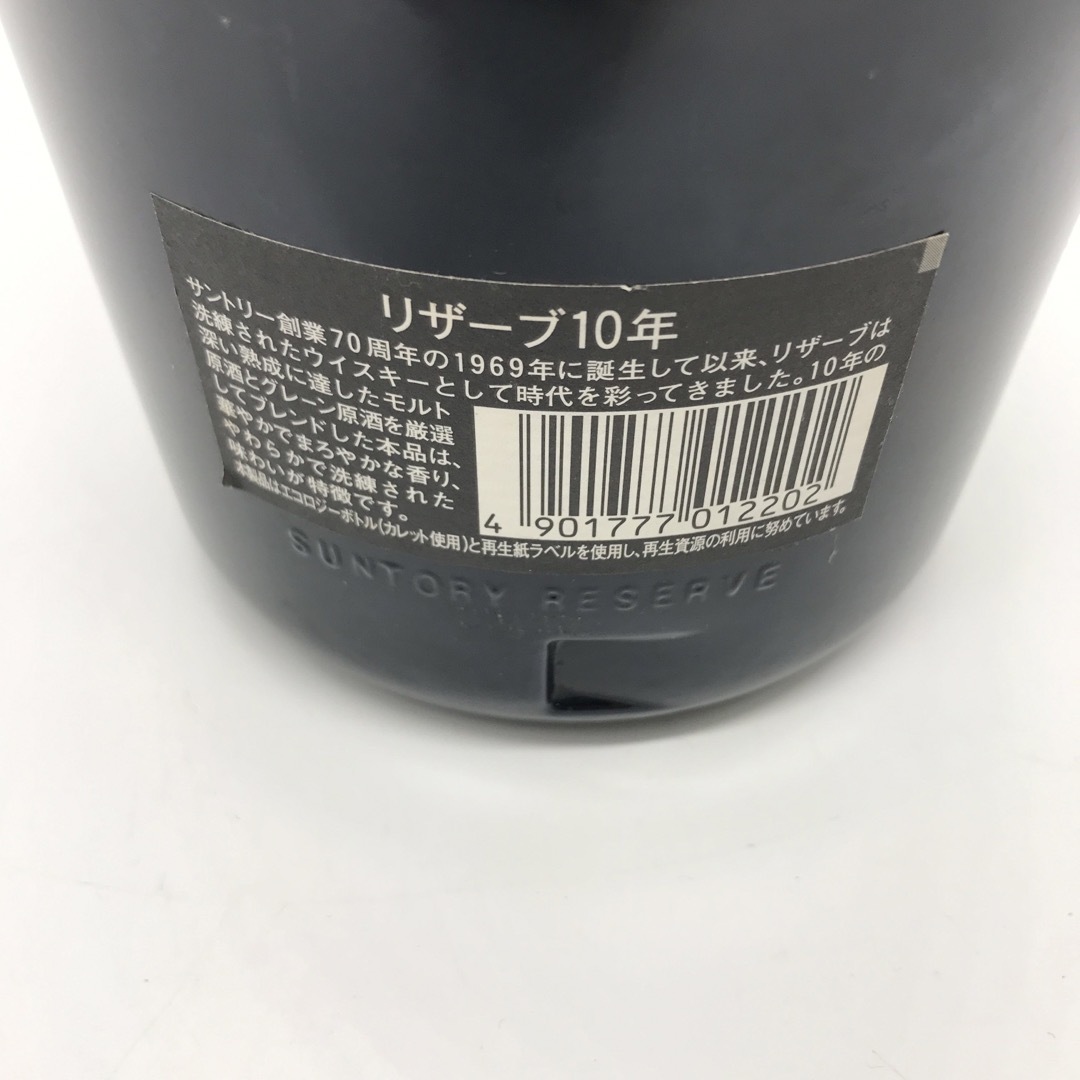 リザーブ10年
サントリー創業70周年の1969年に誕生して以来、リザーブは
洗練されたウイスキーとして時代を彩ってきました。10年の
深い熟成に達したモルト
原酒とグレーン原酒を厳選
してブレンドした本品は、
華やかでまろやかな香り、
やわらかで洗練された
味わいが特徴です。
本製品はエコロジーボトル(カレット使用)と再生紙ラベルを使用し、再生資源の利用に努めています。
4 901777 012202
SUNTORY RESERVE